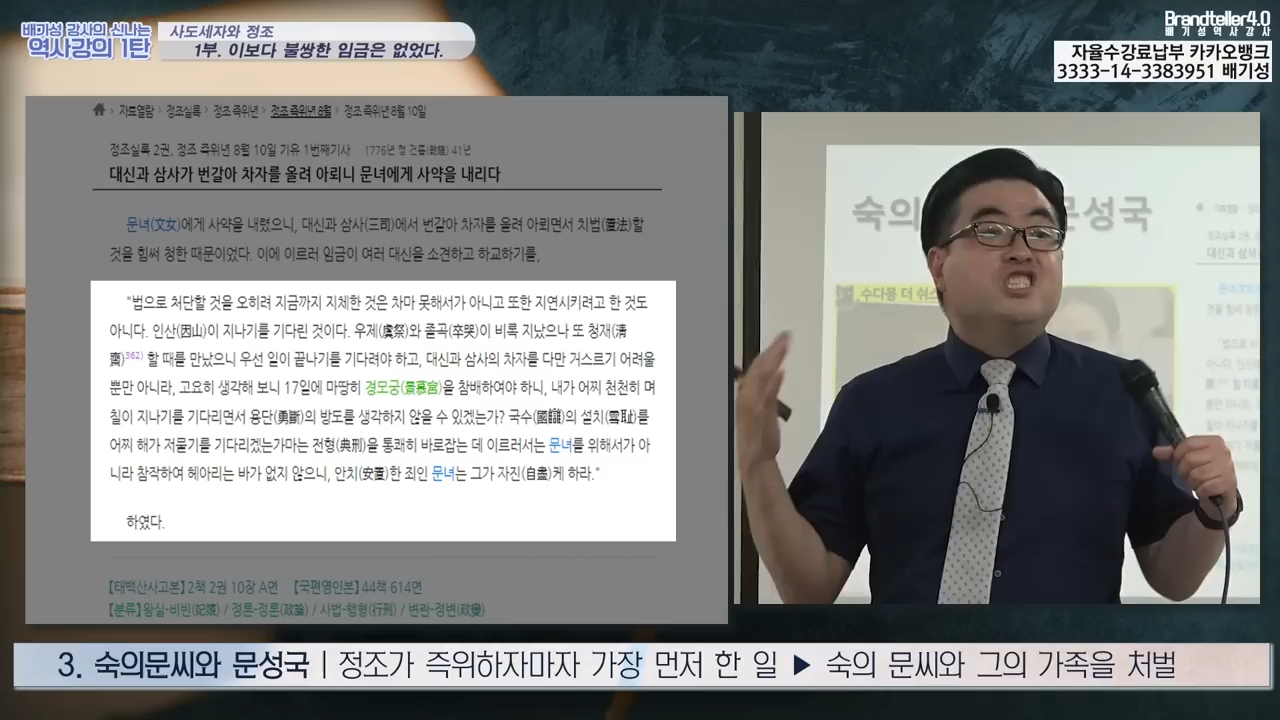 배기성 강사의 신나는
역사강의 1탄
사도세자와 정조
1부. 이보다 불쌍한 임금은 없었다.
Brandteller4.0
배기성역사강사
자율수강료납부 카카오뱅크
3333-14-3383951 배기성
자료열람 > 정조실록 > 정조 즉위년 > 정조 즉위년 8월 > 정조 즉위년 8월 10일
정조실록 2권, 정조 즉위년 8월 10일 기유 1번째기사 1776년 청 건륭(乾隆) 41년
대신과 삼사가 번갈아 차자를 올려 아뢰니 문녀에게 사약을 내리다
문녀(文女)에게 사약을 내렸으니, 대신과 삼사(三司)에서 번갈아 차자를 올려 아뢰면서 치법(置法)할
것을 힘써 청한 때문이었다. 이에 이르러 임금이 여러 대신을 소견하고 하교하기를,
"법으로 처단할 것을 오히려 지금까지 지체한 것은 차마 못해서가 아니고 또한 지연시키려고 한 것도
아니다. 인산(因山)이 지나기를 기다린 것이다. 우제(虞祭)와 졸곡(卒哭)이 비록 지났으나 또 청재(清
齋)362) 할 때를 만났으니 우선 일이 끝나기를 기다려야 하고, 대신과 삼사의 차자를 다만 거스르기 어려울
뿐만 아니라, 고요히 생각해 보니 17일에 마땅히 경모궁(景慕宮)을 참배하여야 하니, 내가 어찌 천천히 며
칠이 지나기를 기다리면서 용단(勇斷)의 방도를 생각하지 않을 수 있겠는가? 국수(國讎)의 설치(雪恥)를
어찌 해가 저물기를 기다리겠는가마는 전형(典刑)을 통쾌히 바로잡는 데 이르러서는 문녀를 위해서가 아
니라 참작하여 헤아리는 바가 없지 않으니, 안치(安置)한 죄인 문녀는 그가 자진(自盡)케 하라."
하였다.
【태백산사고본】 2책 2권 10장 A면 【국편영인본】 44책 614면
【분류】 왕실-비빈(妃嬪) / 정론-정론(政論) / 사법-행형(行刑) / 변란-정변(政變)
숙의 문성국
수다몽 더 쉬스
3. 숙의문씨와 문성국 | 정조가 즉위하자마자 가장 먼저 한 일 ▶ 숙의 문씨와 그의 가족을 처벌